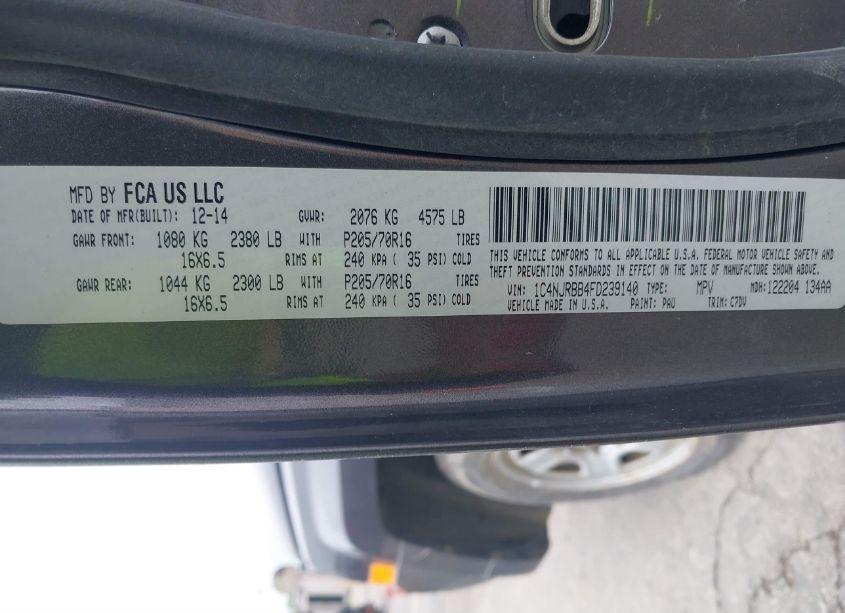 MFD BY FCA US LLC
DATE OF MFR(BUILT): 12-14 GVWR: 2076 KG 4575 LB
GAWR FRONT: 1080 KG 2380 LB WITH P205/70R16 TIRES
16X6.5 RIMS AT 240 KPA ( 35 PSI) COLD
GAWR REAR: 1044 KG 2300 LB WITH P205/70R16 TIRES
16X6.5 RIMS AT 240 KPA ( 35 PSI) COLD
THIS VEHICLE CONFORMS TO ALL APPLICABLE U.S.A. FEDERAL MOTOR VEHICLE SAFETY AND
THEFT PREVENTION STANDARDS IN EFFECT ON THE DATE OF MANUFACTURE SHOWN ABOVE.
VIN: 1C4NJRBB4FD239140 TYPE: MPV MDH: 122204 134AA
VEHICLE MADE IN U.S.A. PAINT: PAU TRIM: C7DV